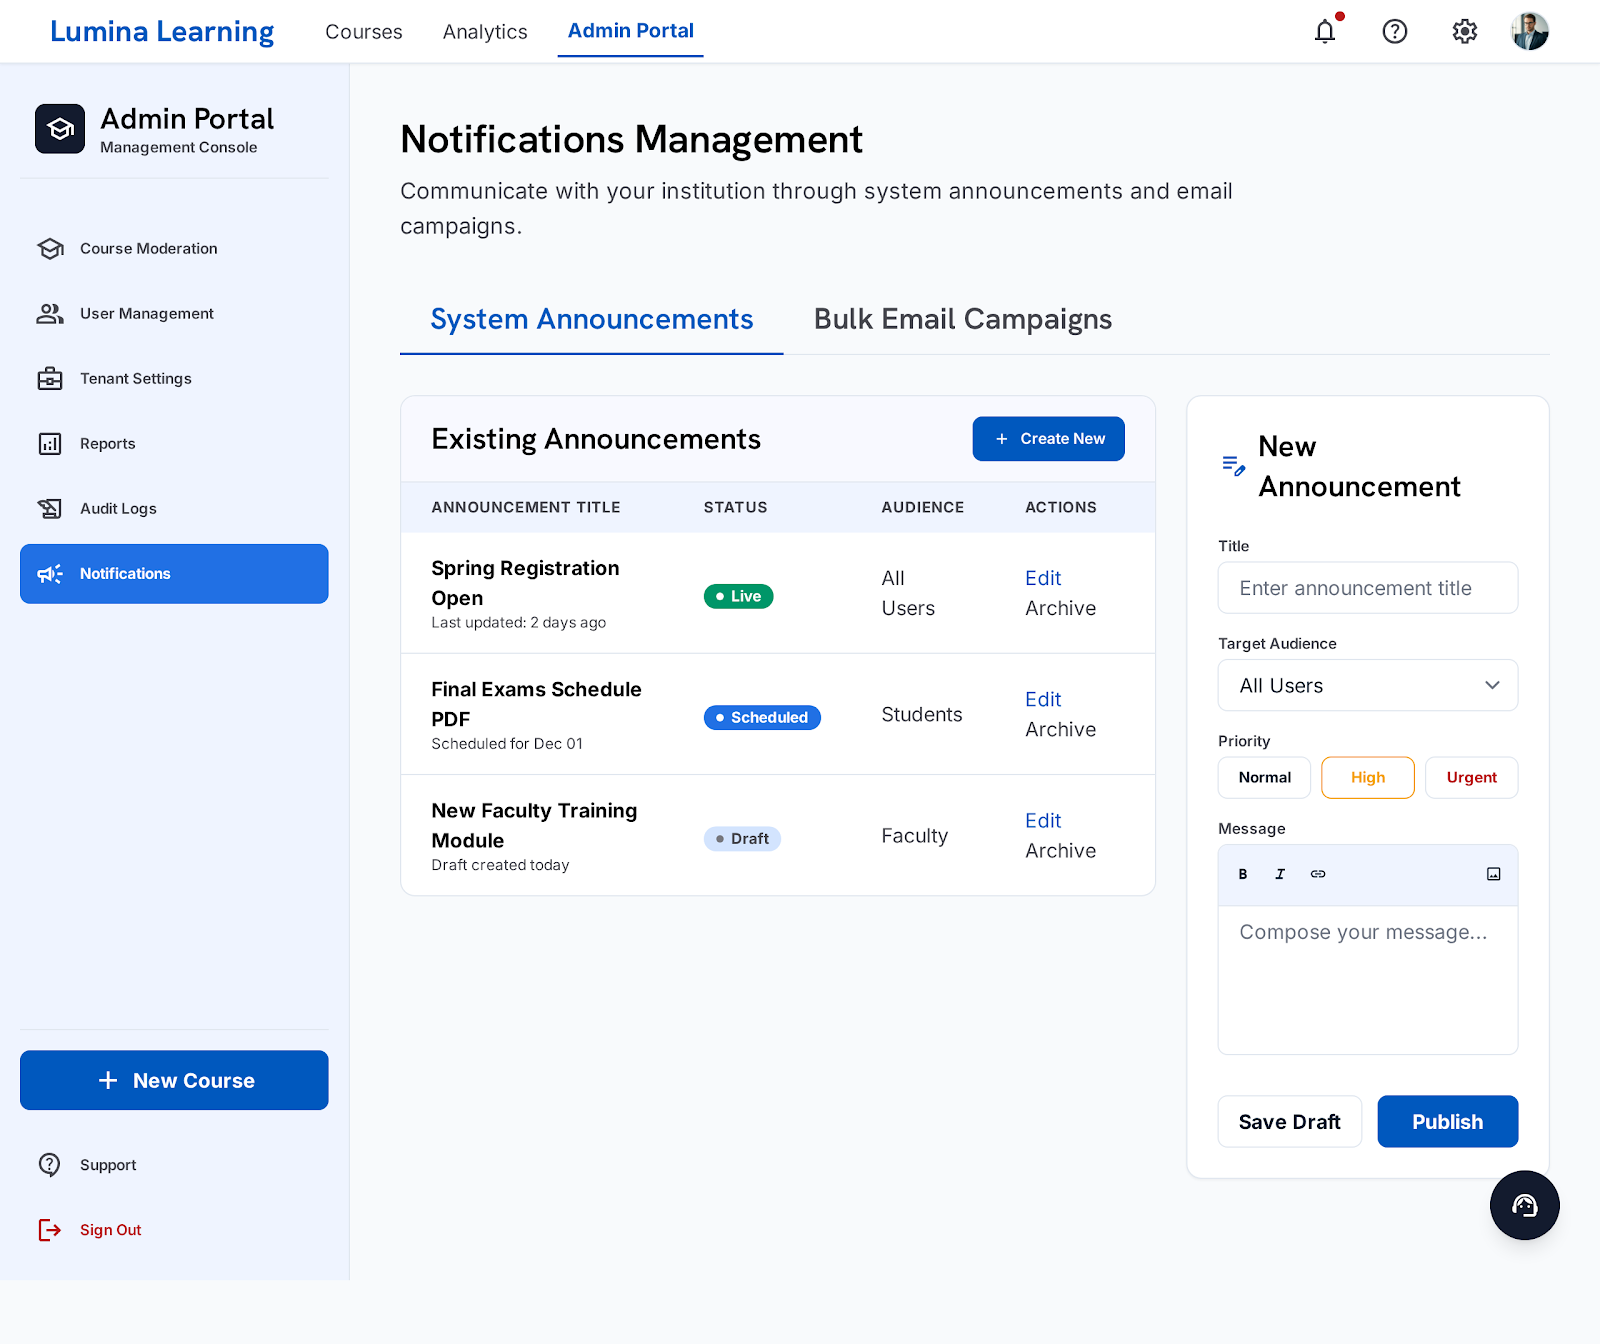 Lumina Learning
Courses
Analytics
Admin Portal
Admin Portal
Management Console
Course Moderation
User Management
Tenant Settings
Reports
Audit Logs
Notifications
New Course
Support
Sign Out
Notifications Management
Communicate with your institution through system announcements and email
campaigns.
System Announcements
Bulk Email Campaigns
Existing Announcements
Create New
ANNOUNCEMENT TITLE
STATUS
AUDIENCE
ACTIONS
Spring Registration
Open
Last updated: 2 days ago
Live
All
Users
Edit
Archive
Final Exams Schedule
PDF
Scheduled for Dec 01
Scheduled
Students
Edit
Archive
New Faculty Training
Module
Draft created today
Draft
Faculty
Edit
Archive
New
Announcement
Title
Enter announcement title
Target Audience
All Users
Priority
Normal
High
Urgent
Message
B
I
Compose your message...
Save Draft
Publish